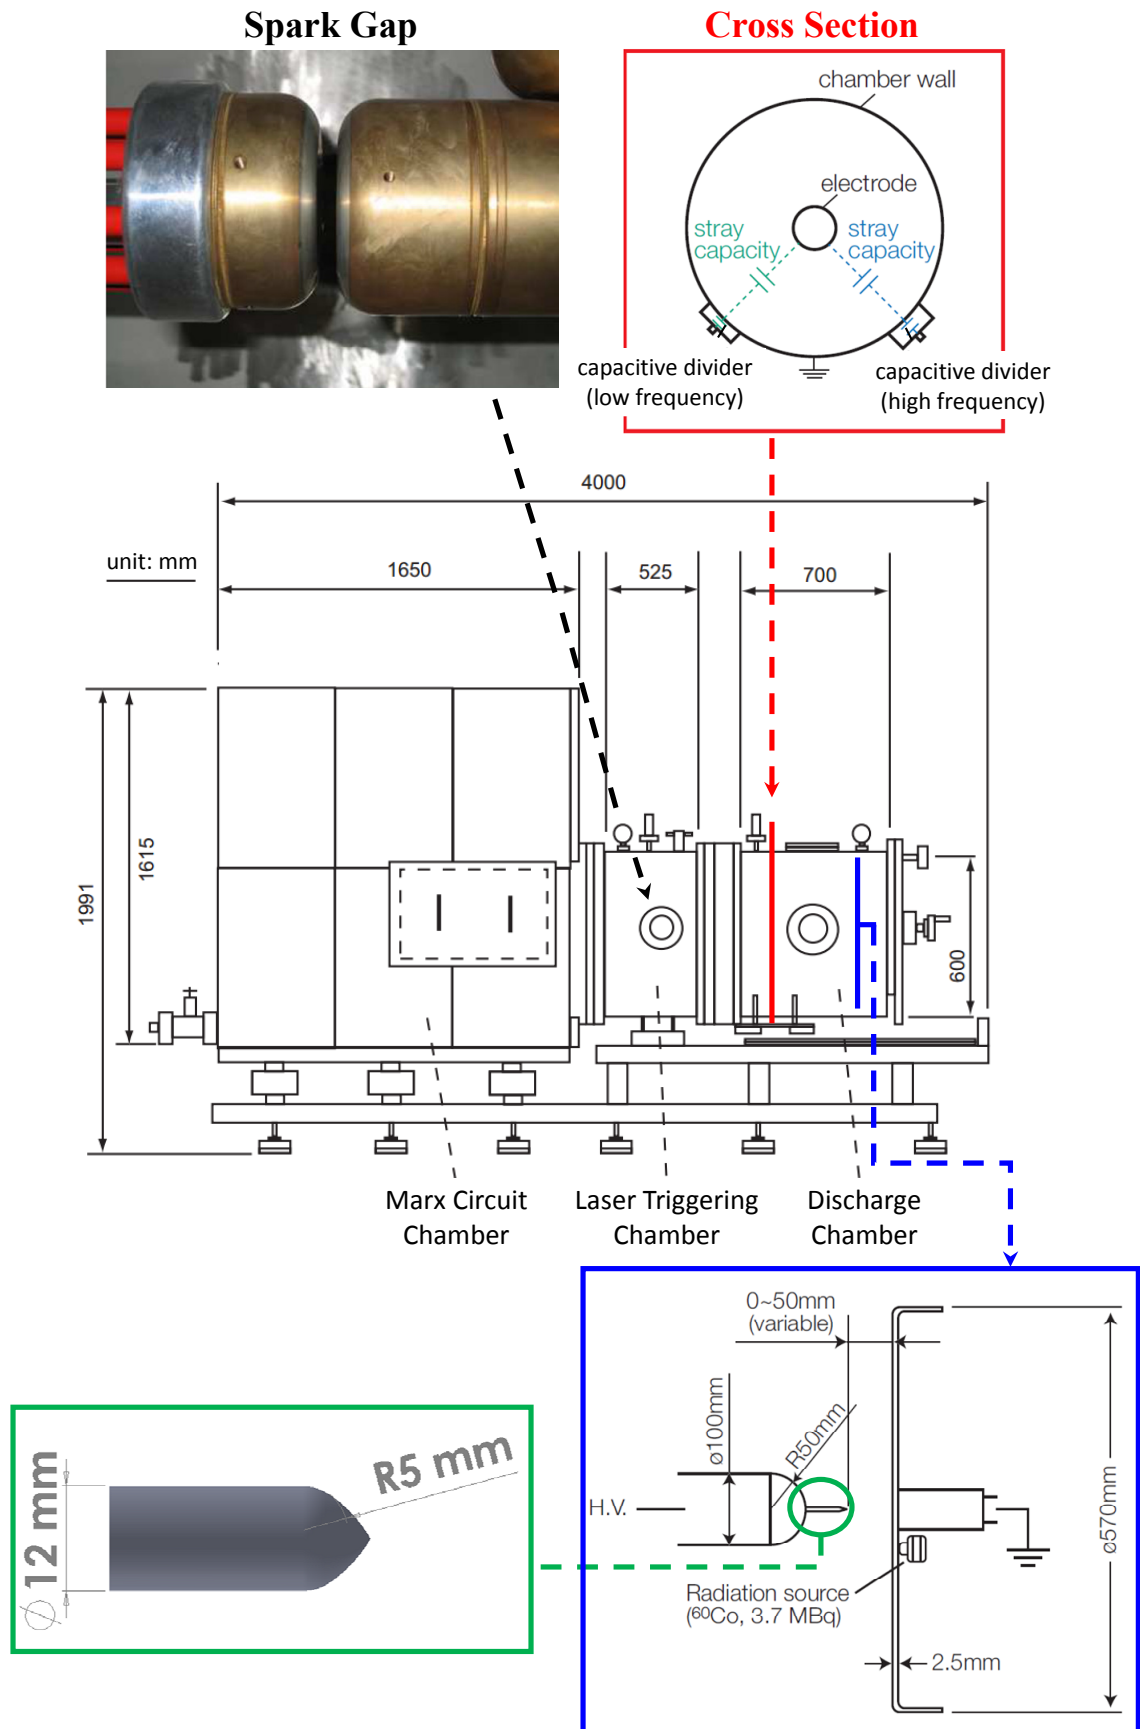 Spark Gap
Cross Section
chamber wall
electrode
stray
capacity
stray
capacity
capacitive divider
(low frequency)
capacitive divider
(high frequency)
4000
unit: mm
1650
525
700
1991
1615
600
Marx Circuit
Chamber
Laser Triggering
Chamber
Discharge
Chamber
0~50mm
(variable)
ø100mm
R50mm
H.V.
ø570mm
Radiation source
(⁶⁰Co, 3.7 MBq)
2.5mm
∅ 12 mm
R5 mm